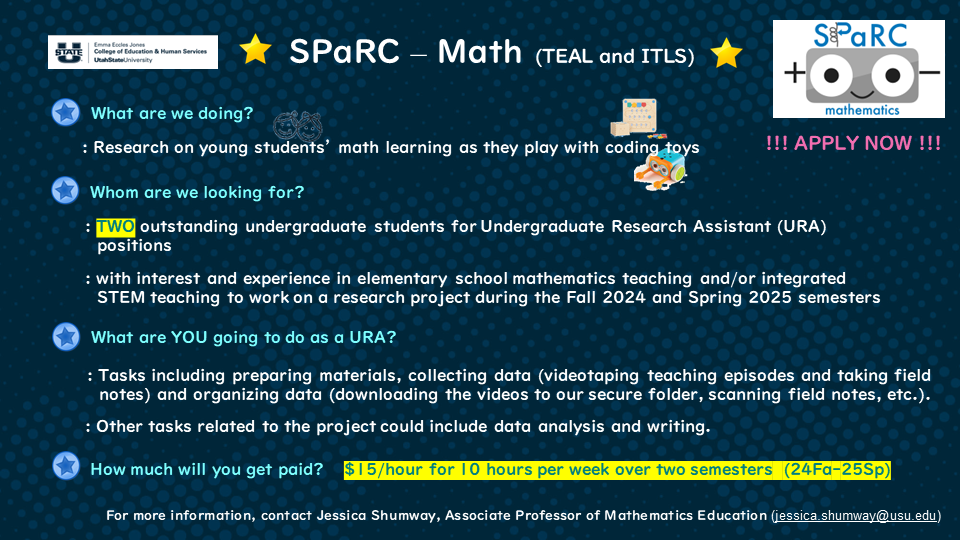 UTAH STATE
Emma Eccles Jones
College of Education & Human Services
UtahStateUniversity
SPaRC – Math (TEAL and ITLS)
SPaRC
mathematics
!!! APPLY NOW !!!
What are we doing?
: Research on young students’ math learning as they play with coding toys
Whom are we looking for?
: TWO outstanding undergraduate students for Undergraduate Research Assistant (URA)
positions
: with interest and experience in elementary school mathematics teaching and/or integrated
STEM teaching to work on a research project during the Fall 2024 and Spring 2025 semesters
What are YOU going to do as a URA?
: Tasks including preparing materials, collecting data (videotaping teaching episodes and taking field
notes) and organizing data (downloading the videos to our secure folder, scanning field notes, etc.).
: Other tasks related to the project could include data analysis and writing.
How much will you get paid? $15/hour for 10 hours per week over two semesters (24Fa-25Sp)
For more information, contact Jessica Shumway, Associate Professor of Mathematics Education (jessica.shumway@usu.edu)